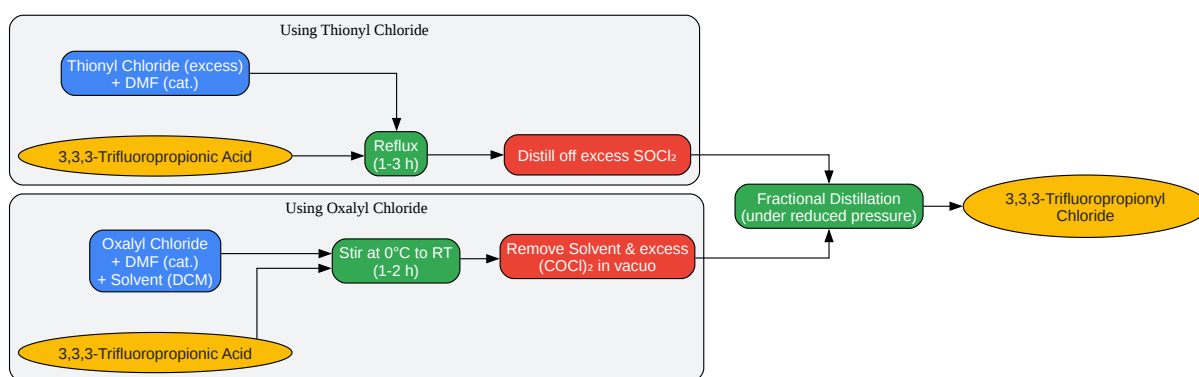 Using Thionyl Chloride
Thionyl Chloride (excess)
+ DMF (cat.)
3,3,3-Trifluoropropionic Acid
Reflux
(1-3 h)
Distill off excess SOCl₂
Using Oxalyl Chloride
Oxalyl Chloride
+ DMF (cat.)
+ Solvent (DCM)
3,3,3-Trifluoropropionic Acid
Stir at 0°C to RT
(1-2 h)
Remove Solvent & excess
(COCl)₂ in vacuo
Fractional Distillation
(under reduced pressure)
3,3,3-Trifluoropropionyl
Chloride